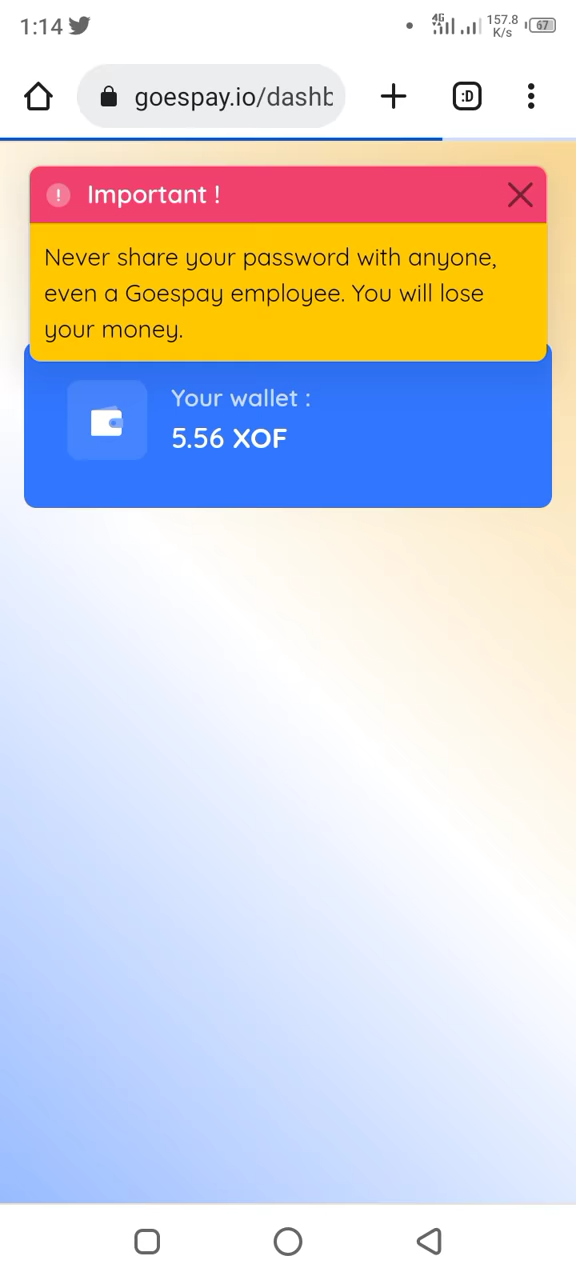 1:14
4G
157.8
K/s
67
goespay.io/dashb
:D
Important !
Never share your password with anyone,
even a Goespay employee. You will lose
your money.
Your wallet :
5.56 XOF